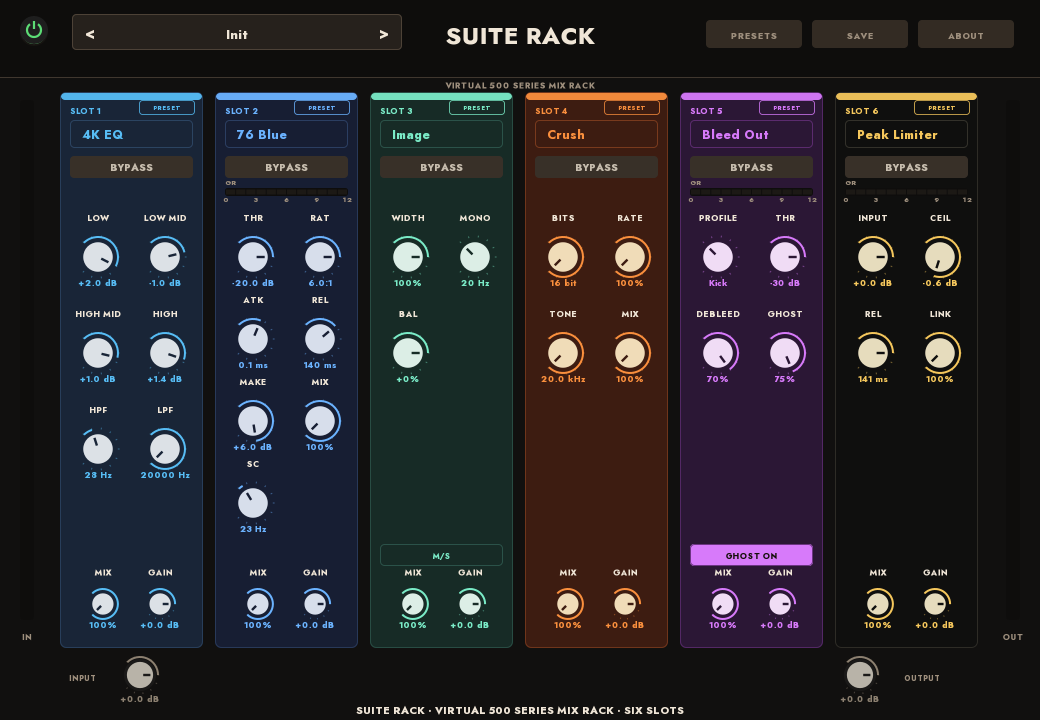 < Init >
SUITE RACK
PRESETS SAVE ABOUT
VIRTUAL 500 SERIES MIX RACK
SLOT 1 PRESET SLOT 2 PRESET SLOT 3 PRESET SLOT 4 PRESET SLOT 5 PRESET SLOT 6 PRESET
4K EQ 76 Blue Image Crush Bleed Out Peak Limiter
BYPASS BYPASS BYPASS BYPASS BYPASS BYPASS
GR GR GR
0 3 6 9 12 0 3 6 9 12 0 3 6 9 12
LOW LOW MID THR RAT WIDTH MONO BITS RATE PROFILE THR INPUT CEIL
+2.0 dB -1.0 dB -20.0 dB 6.0:1 100% 20 Hz 16 bit 100% Kick -30 dB +0.0 dB -0.6 dB
ATK REL
HIGH MID HIGH BAL TONE MIX DEBLEED GHOST REL LINK
0.1 ms 140 ms
+1.0 dB +1.4 dB +0% 20.0 kHz 100% 70% 75% 141 ms 100%
MAKE MIX
HPF LPF
+6.0 dB 100%
SC
28 Hz 20000 Hz
23 Hz
M/S GHOST ON
MIX GAIN MIX GAIN MIX GAIN MIX GAIN MIX GAIN MIX GAIN
100% +0.0 dB 100% +0.0 dB 100% +0.0 dB 100% +0.0 dB 100% +0.0 dB 100% +0.0 dB
IN OUT
INPUT OUTPUT
+0.0 dB +0.0 dB
SUITE RACK · VIRTUAL 500 SERIES MIX RACK · SIX SLOTS